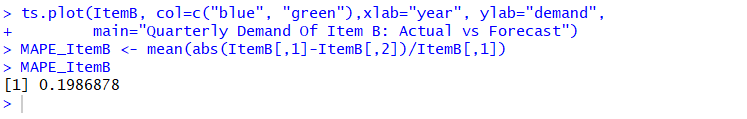 > ts.plot(ItemB, col=c("blue", "green"),xlab="year", ylab="demand",
+         main="Quarterly Demand Of Item B: Actual vs Forecast")
> MAPE_ItemB <- mean(abs(ItemB[,1]-ItemB[,2])/ItemB[,1])
> MAPE_ItemB
[1] 0.1986878
>